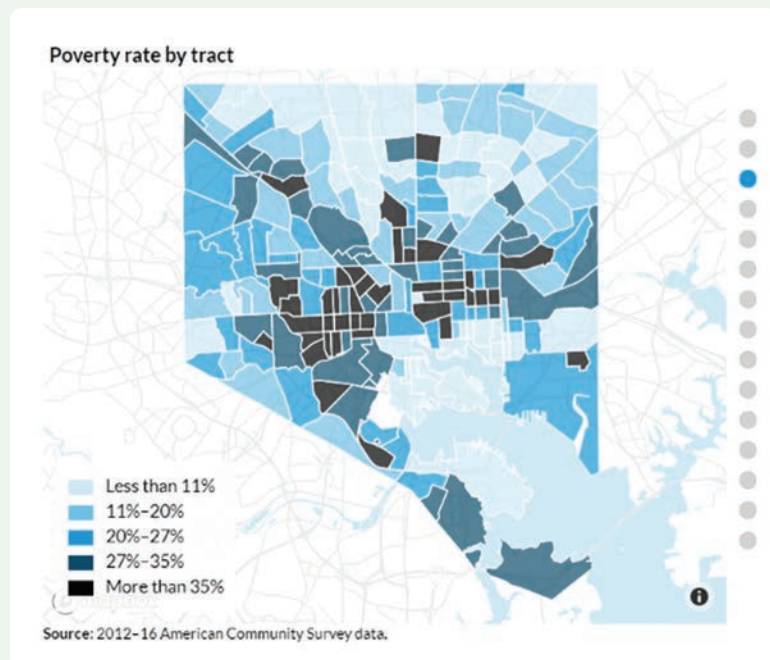 Poverty rate by tract
Less than 11%
11%–20%
20%–27%
27%–35%
More than 35%
Source: 2012–16 American Community Survey data.